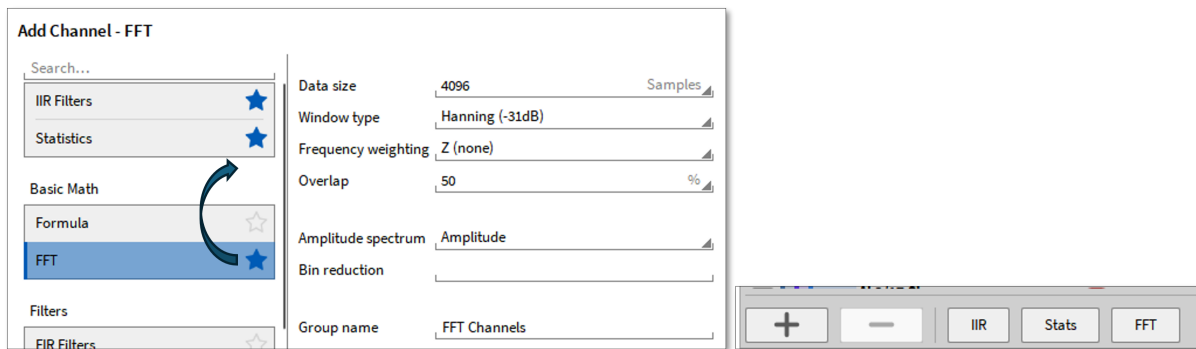 Add Channel - FFT
Search...
IIR Filters
Statistics
Basic Math
Formula
FFT
Filters
FIR Filters
Data size 4096 Samples
Window type Hanning (-31dB)
Frequency weighting Z (none)
Overlap 50 %
Amplitude spectrum Amplitude
Bin reduction
Group name FFT Channels
+ − IIR Stats FFT